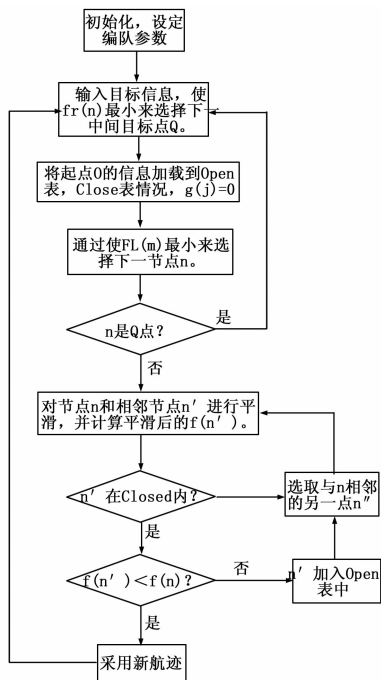 初始化，设定
编队参数
输入目标信息，使
fr(n)最小来选择下一
中间目标点Q。
将起点O的信息加载到Open
表，Close表情况，g(j)=0
通过使FL(m)最小来选
择下一节点n。
n是Q点？
是
否
对节点n和相邻节点n′进行平
滑，并计算平滑后的f(n′)。
n′在Closed内？
选取与n相邻
的另一点n″
是
f(n′)＜f(n)？
否
n′加入Open
表中
是
采用新航迹